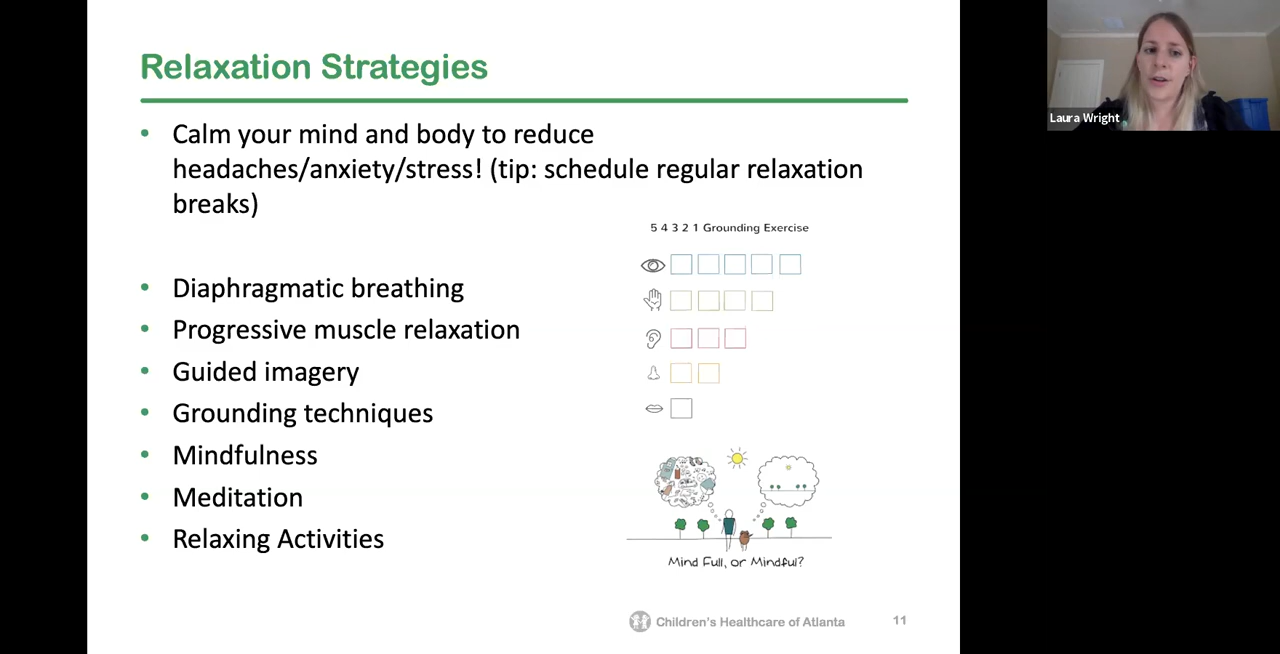 Relaxation Strategies
• Calm your mind and body to reduce
headaches/anxiety/stress! (tip: schedule regular relaxation
breaks)
5 4 3 2 1 Grounding Exercise
• Diaphragmatic breathing
• Progressive muscle relaxation
• Guided imagery
• Grounding techniques
• Mindfulness
• Meditation
• Relaxing Activities
Mind Full, or Mindful?
Children's Healthcare of Atlanta
11
Laura Wright